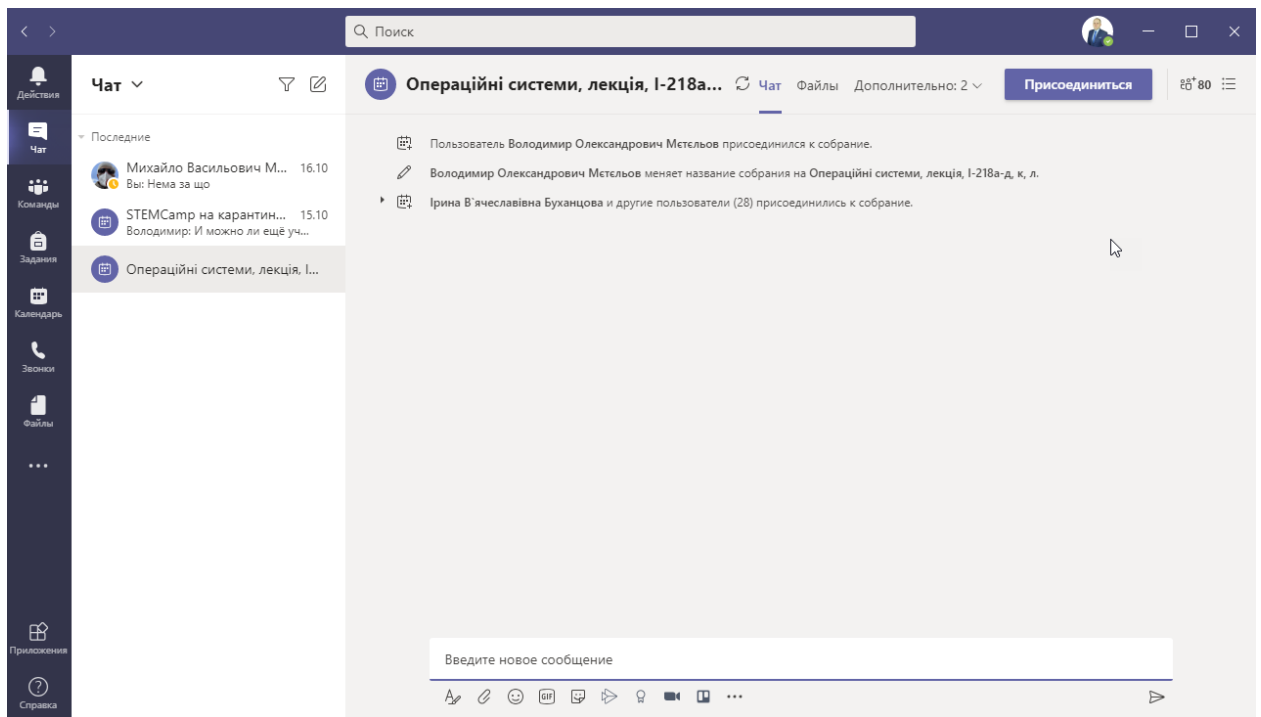 Поиск
Действия
Чат
Команды
Задания
Календарь
Звонки
Файлы
Приложения
Справка
Чат
Последние
Михайло Васильович М... 16.10
Вы: Нема за що
STEMCamp на карантин... 15.10
Володимир: И можно ли ещё уч...
Операційні системи, лекція, І...
Операційні системи, лекція, І-218а... Чат Файлы Дополнительно: 2 Присоединиться 80
Пользователь Володимир Олександрович Мєтєльов присоединился к собрание.
Володимир Олександрович Мєтєльов меняет название собрания на Операційні системи, лекція, І-218а-д, к, л.
Ірина В`ячеславівна Буханцова и другие пользователи (28) присоединились к собрание.
Введите новое сообщение
GIF